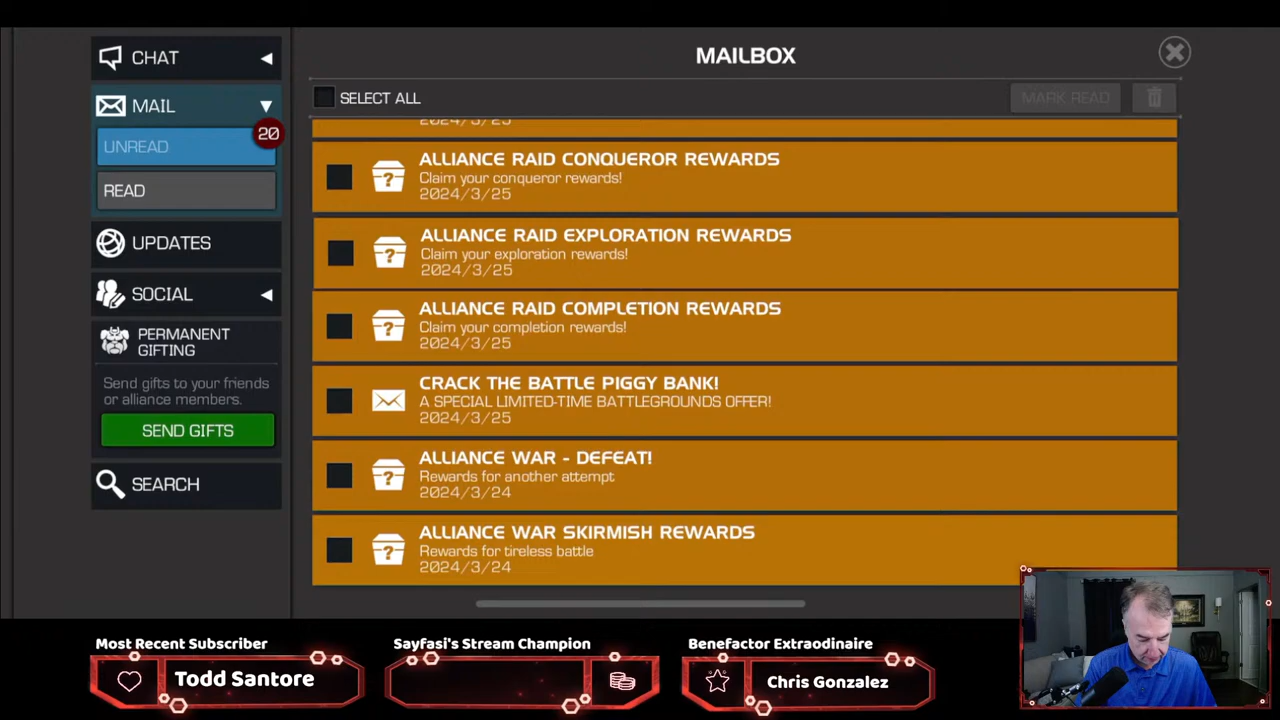 CHAT
MAIL
20
UNREAD
READ
UPDATES
SOCIAL
PERMANENT
GIFTING
Send gifts to your friends
or alliance members.
SEND GIFTS
SEARCH
MAILBOX
SELECT ALL
MARK READ
2024/3/25
ALLIANCE RAID CONQUEROR REWARDS
Claim your conqueror rewards!
2024/3/25
ALLIANCE RAID EXPLORATION REWARDS
Claim your exploration rewards!
2024/3/25
ALLIANCE RAID COMPLETION REWARDS
Claim your completion rewards!
2024/3/25
CRACK THE BATTLE PIGGY BANK!
A SPECIAL LIMITED-TIME BATTLEGROUNDS OFFER!
2024/3/25
ALLIANCE WAR - DEFEAT!
Rewards for another attempt
2024/3/24
ALLIANCE WAR SKIRMISH REWARDS
Rewards for tireless battle
2024/3/24
Most Recent Subscriber
Todd Santore
Sayfasi's Stream Champion
Benefactor Extraodinaire
Chris Gonzalez